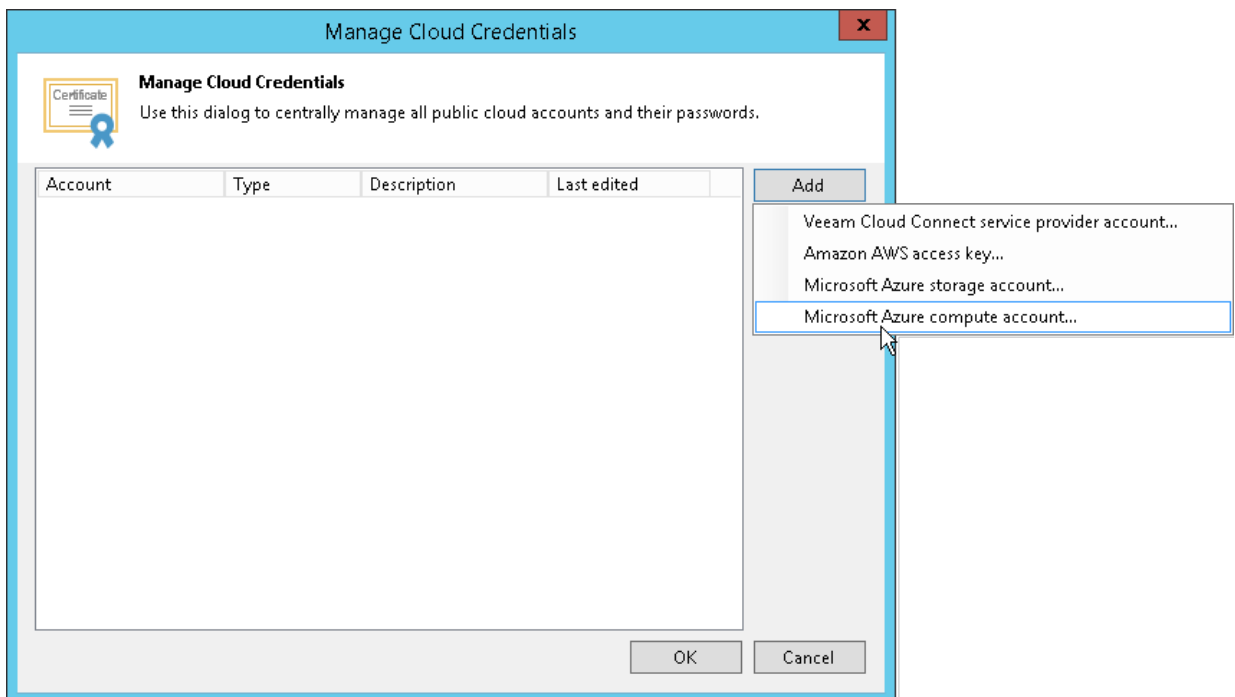 Manage Cloud Credentials
x
Certificate
Manage Cloud Credentials
Use this dialog to centrally manage all public cloud accounts and their passwords.
Account Type Description Last edited
Add
Veeam Cloud Connect service provider account...
Amazon AWS access key...
Microsoft Azure storage account...
Microsoft Azure compute account...
OK Cancel